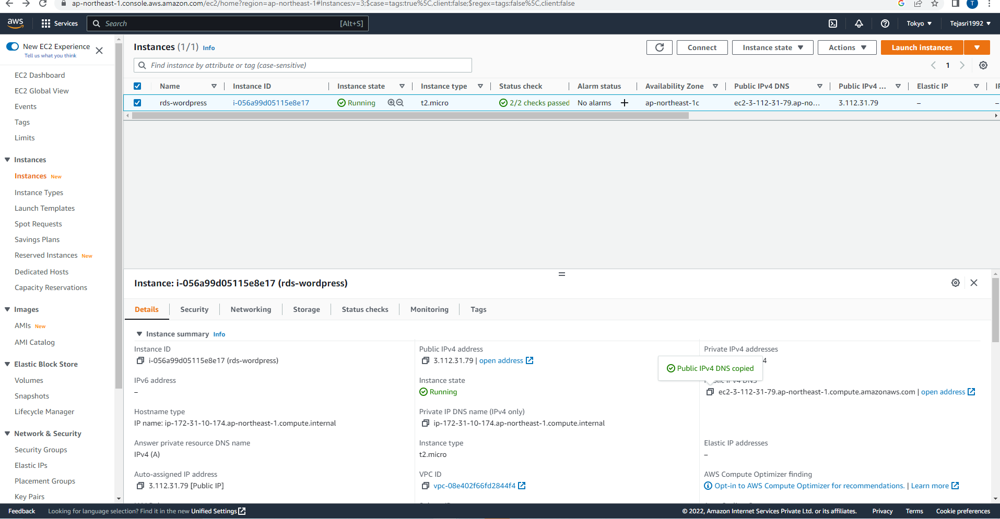 ap-northeast-1.console.aws.amazon.com/ec2/home?region=ap-northeast-1#Instances:v=3;$case=tags:true%5C,client:false;$regex=tags:false%5C,client:false
T
aws
Services
Search
[Alt+S]
Tokyo
Tejasri1992
New EC2 Experience
Tell us what you think
EC2 Dashboard
EC2 Global View
Events
Tags
Limits
Instances
Instances New
Instance Types
Launch Templates
Spot Requests
Savings Plans
Reserved Instances New
Dedicated Hosts
Capacity Reservations
Images
AMIs New
AMI Catalog
Elastic Block Store
Volumes
Snapshots
Lifecycle Manager
Network & Security
Security Groups
Elastic IPs
Placement Groups
Key Pairs
Instances (1/1) Info
Connect
Instance state
Actions
Launch instances
Find instance by attribute or tag (case-sensitive)
1
Name Instance ID Instance state Instance type Status check Alarm status Availability Zone Public IPv4 DNS Public IPv4 ... Elastic IP
rds-wordpress i-056a99d05115e8e17 Running t2.micro 2/2 checks passed No alarms + ap-northeast-1c ec2-3-112-31-79.ap-no... 3.112.31.79 – –
Instance: i-056a99d05115e8e17 (rds-wordpress)
Details Security Networking Storage Status checks Monitoring Tags
Instance summary Info
Instance ID
i-056a99d05115e8e17 (rds-wordpress)
Public IPv4 address
3.112.31.79 | open address
Private IPv4 addresses
4
Public IPv4 DNS copied
IPv6 address
–
Instance state
Running
ec2-3-112-31-79.ap-northeast-1.compute.amazonaws.com | open address
Hostname type
IP name: ip-172-31-10-174.ap-northeast-1.compute.internal
Private IP DNS name (IPv4 only)
ip-172-31-10-174.ap-northeast-1.compute.internal
Answer private resource DNS name
IPv4 (A)
Instance type
t2.micro
Elastic IP addresses
–
Auto-assigned IP address
3.112.31.79 [Public IP]
VPC ID
vpc-08e402f66fd2844f4
AWS Compute Optimizer finding
Opt-in to AWS Compute Optimizer for recommendations. | Learn more
Feedback
Looking for language selection? Find it in the new Unified Settings
© 2022, Amazon Internet Services Private Ltd. or its affiliates.
Privacy
Terms
Cookie preferences